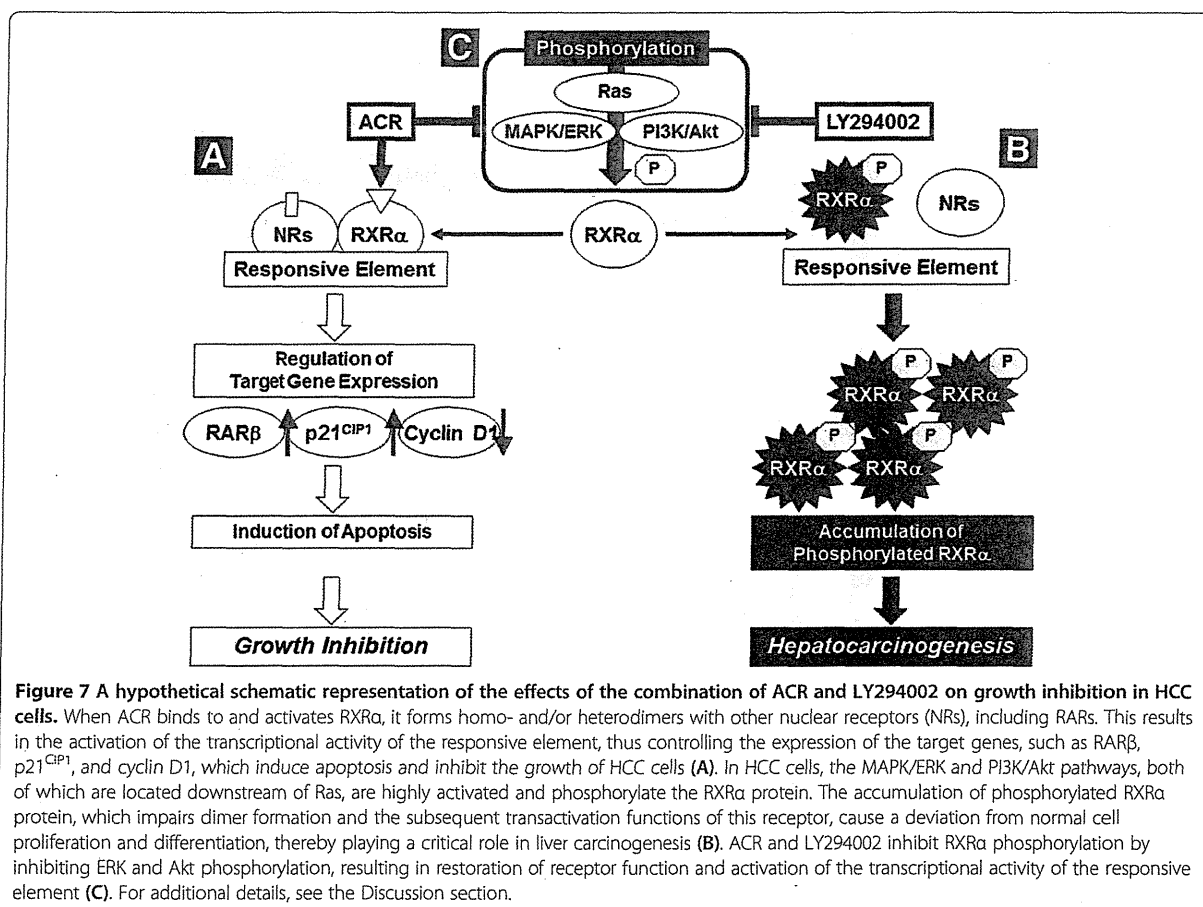 C
Phosphorylation
Ras
MAPK/ERK
PI3K/Akt
P
ACR
LY294002
A
B
NRs
RXRα
Responsive Element
RXRα
RXRα
P
NRs
Responsive Element
Regulation of
Target Gene Expression
RARβ
p21CIP1
Cyclin D1
Induction of Apoptosis
Growth Inhibition
RXRα
P
RXRα
P
RXRα
P
RXRα
P
Accumulation of
Phosphorylated RXRα
Hepatocarcinogenesis
Figure 7 A hypothetical schematic representation of the effects of the combination of ACR and LY294002 on growth inhibition in HCC
cells. When ACR binds to and activates RXRα, it forms homo- and/or heterodimers with other nuclear receptors (NRs), including RARs. This results
in the activation of the transcriptional activity of the responsive element, thus controlling the expression of the target genes, such as RARβ,
p21CIP1, and cyclin D1, which induce apoptosis and inhibit the growth of HCC cells (A). In HCC cells, the MAPK/ERK and PI3K/Akt pathways, both
of which are located downstream of Ras, are highly activated and phosphorylate the RXRα protein. The accumulation of phosphorylated RXRα
protein, which impairs dimer formation and the subsequent transactivation functions of this receptor, cause a deviation from normal cell
proliferation and differentiation, thereby playing a critical role in liver carcinogenesis (B). ACR and LY294002 inhibit RXRα phosphorylation by
inhibiting ERK and Akt phosphorylation, resulting in restoration of receptor function and activation of the transcriptional activity of the responsive
element (C). For additional details, see the Discussion section.